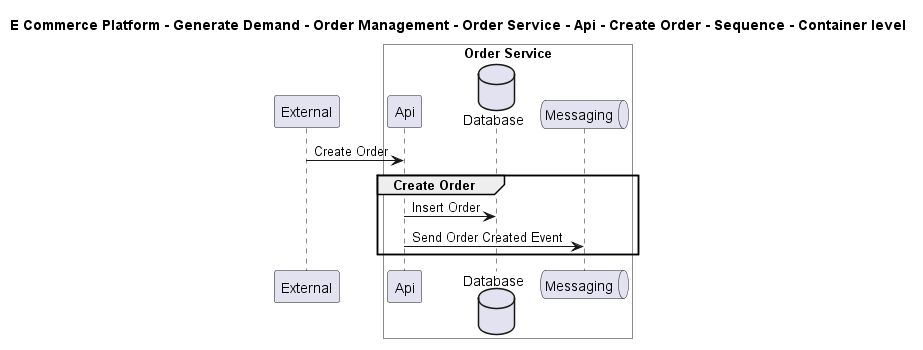 E Commerce Platform - Generate Demand - Order Management - Order Service - Api - Create Order - Sequence - Container level
Order Service
External
Api
Database
Messaging
Create Order
Create Order
Insert Order
Send Order Created Event
External
Api
Database
Messaging